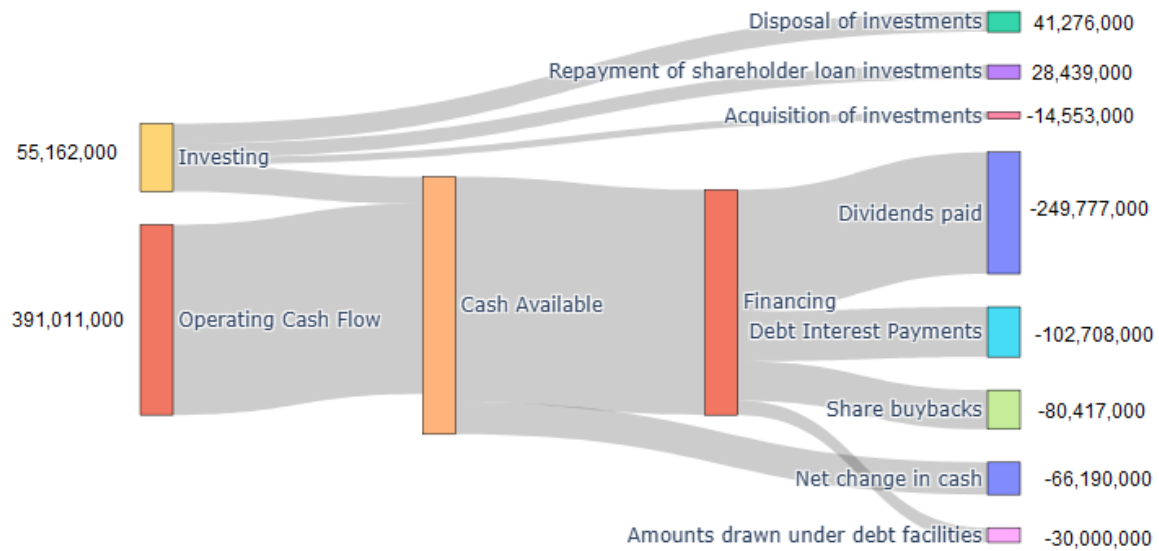 Disposal of investments 41,276,000
Repayment of shareholder loan investments 28,439,000
Acquisition of investments -14,553,000
55,162,000 Investing
Dividends paid -249,777,000
391,011,000 Operating Cash Flow
Cash Available
Financing
Debt Interest Payments -102,708,000
Share buybacks -80,417,000
Net change in cash -66,190,000
Amounts drawn under debt facilities -30,000,000